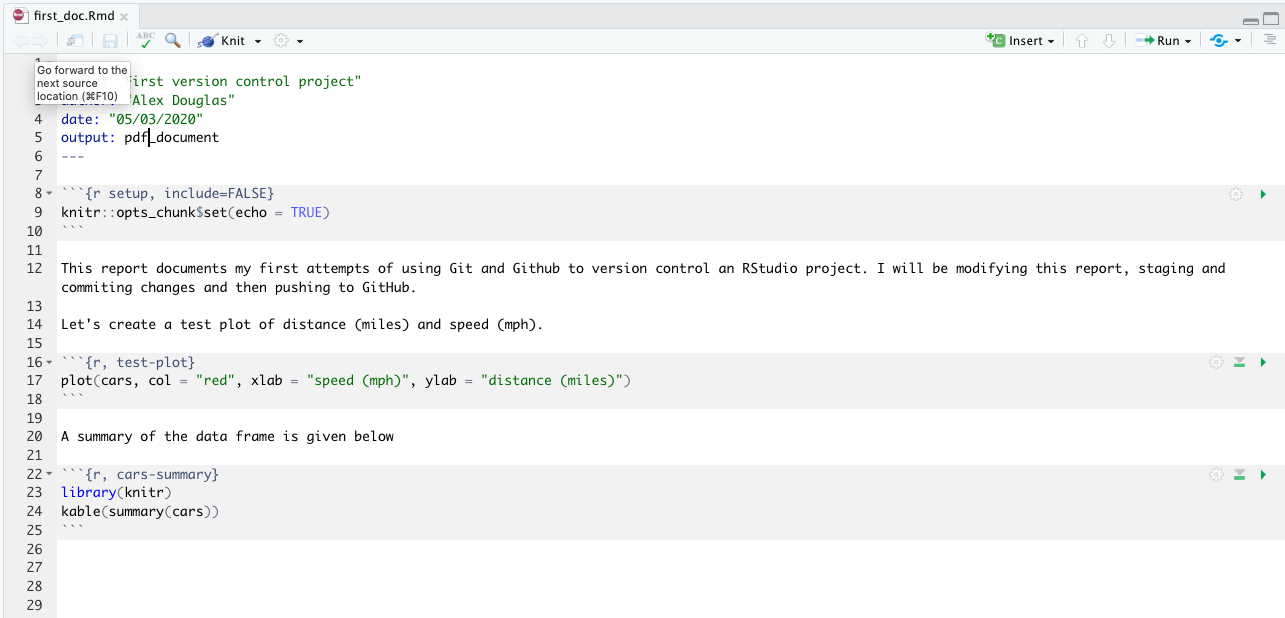 first_doc.Rmd
ABC
Knit
Insert
Run
Go forward to the
next source
location (⌘F10)
1
irst version control project"
3 "Alex Douglas"
4 date: "05/03/2020"
5 output: pdf_document
6 ---
7
8 ```{r setup, include=FALSE}
9 knitr::opts_chunk$set(echo = TRUE)
10 ```
11
12 This report documents my first attempts of using Git and Github to version control an RStudio project. I will be modifying this report, staging and
commiting changes and then pushing to GitHub.
13
14 Let's create a test plot of distance (miles) and speed (mph).
15
16 ```{r, test-plot}
17 plot(cars, col = "red", xlab = "speed (mph)", ylab = "distance (miles)")
18 ```
19
20 A summary of the data frame is given below
21
22 ```{r, cars-summary}
23 library(knitr)
24 kable(summary(cars))
25 ```
26
27
28
29